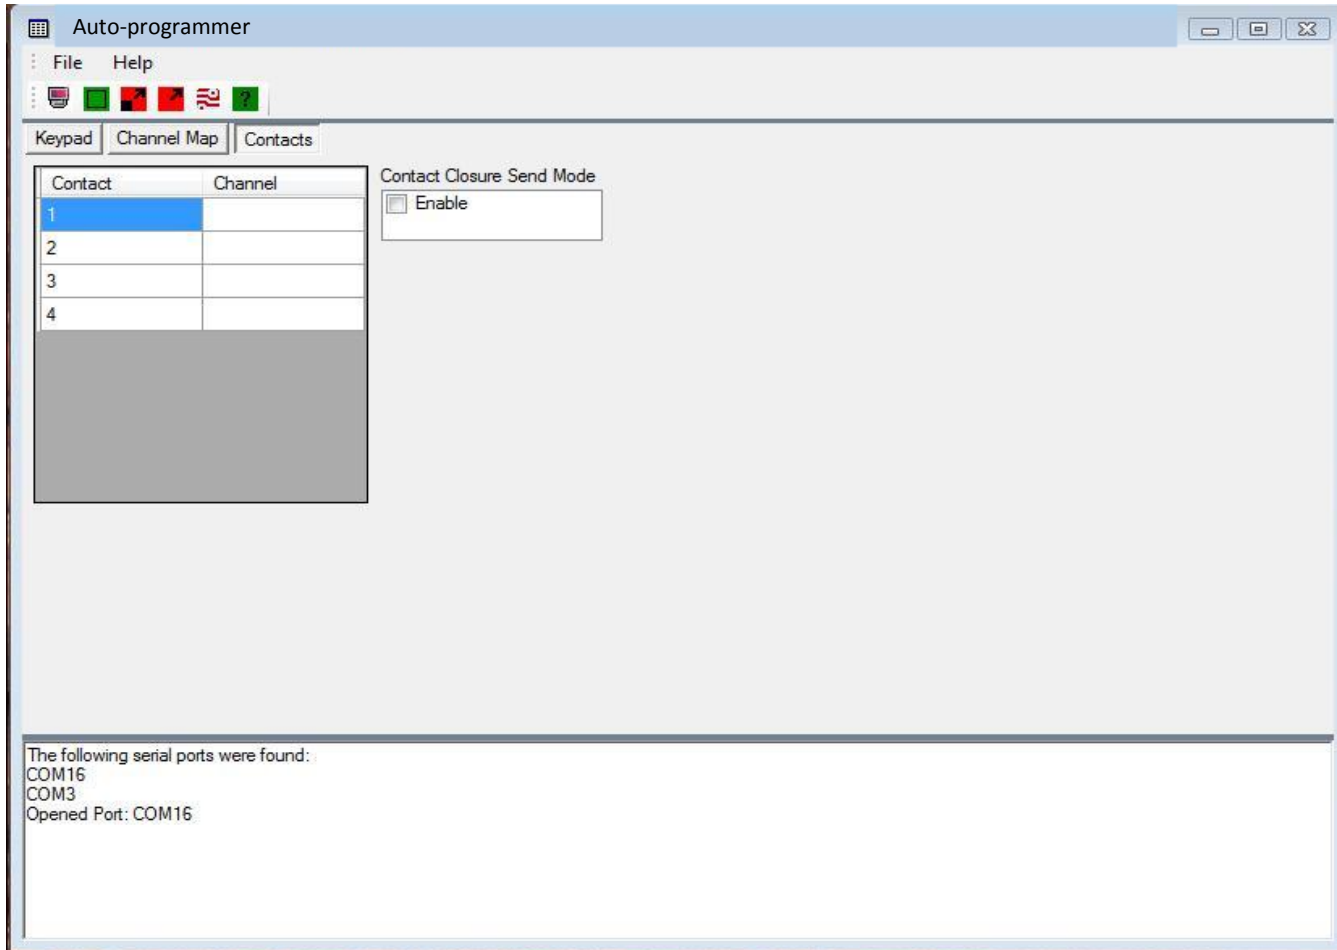 Auto-programmer
File Help
?
Keypad Channel Map Contacts
Contact Channel
1
2
3
4
Contact Closure Send Mode
Enable
The following serial ports were found:
COM16
COM3
Opened Port: COM16